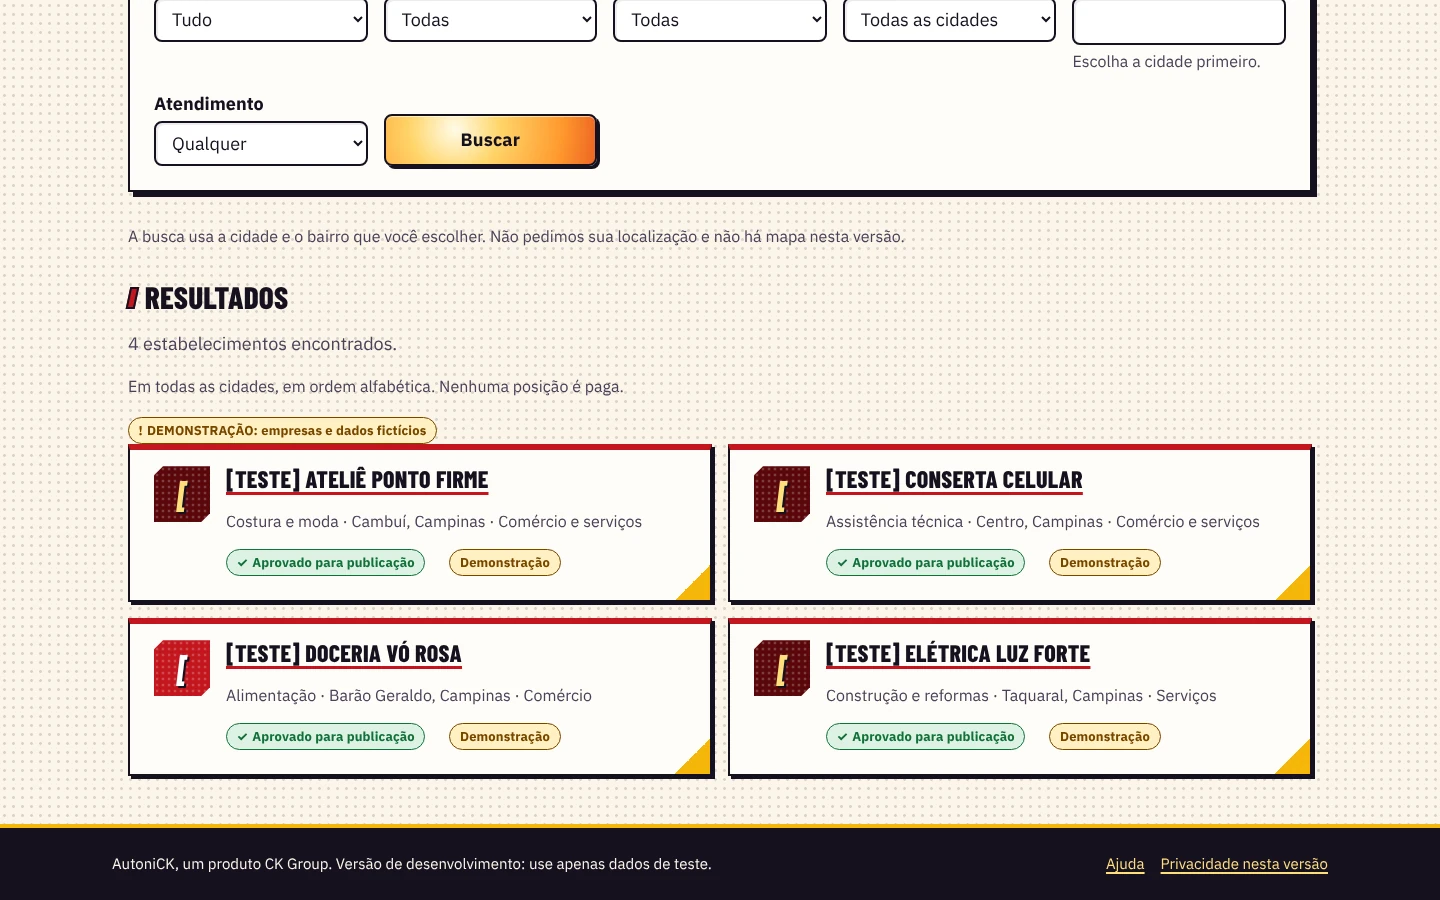 Tudo
Todas
Todas
Todas as cidades
Escolha a cidade primeiro.
Atendimento
Qualquer
Buscar
A busca usa a cidade e o bairro que você escolher. Não pedimos sua localização e não há mapa nesta versão.
RESULTADOS
4 estabelecimentos encontrados.
Em todas as cidades, em ordem alfabética. Nenhuma posição é paga.
! DEMONSTRAÇÃO: empresas e dados fictícios
[
[TESTE] ATELIÊ PONTO FIRME
Costura e moda · Cambuí, Campinas · Comércio e serviços
✓ Aprovado para publicação
Demonstração
[
[TESTE] CONSERTA CELULAR
Assistência técnica · Centro, Campinas · Comércio e serviços
✓ Aprovado para publicação
Demonstração
[
[TESTE] DOCERIA VÓ ROSA
Alimentação · Barão Geraldo, Campinas · Comércio
✓ Aprovado para publicação
Demonstração
[
[TESTE] ELÉTRICA LUZ FORTE
Construção e reformas · Taquaral, Campinas · Serviços
✓ Aprovado para publicação
Demonstração
AutoniCK, um produto CK Group. Versão de desenvolvimento: use apenas dados de teste.
Ajuda
Privacidade nesta versão